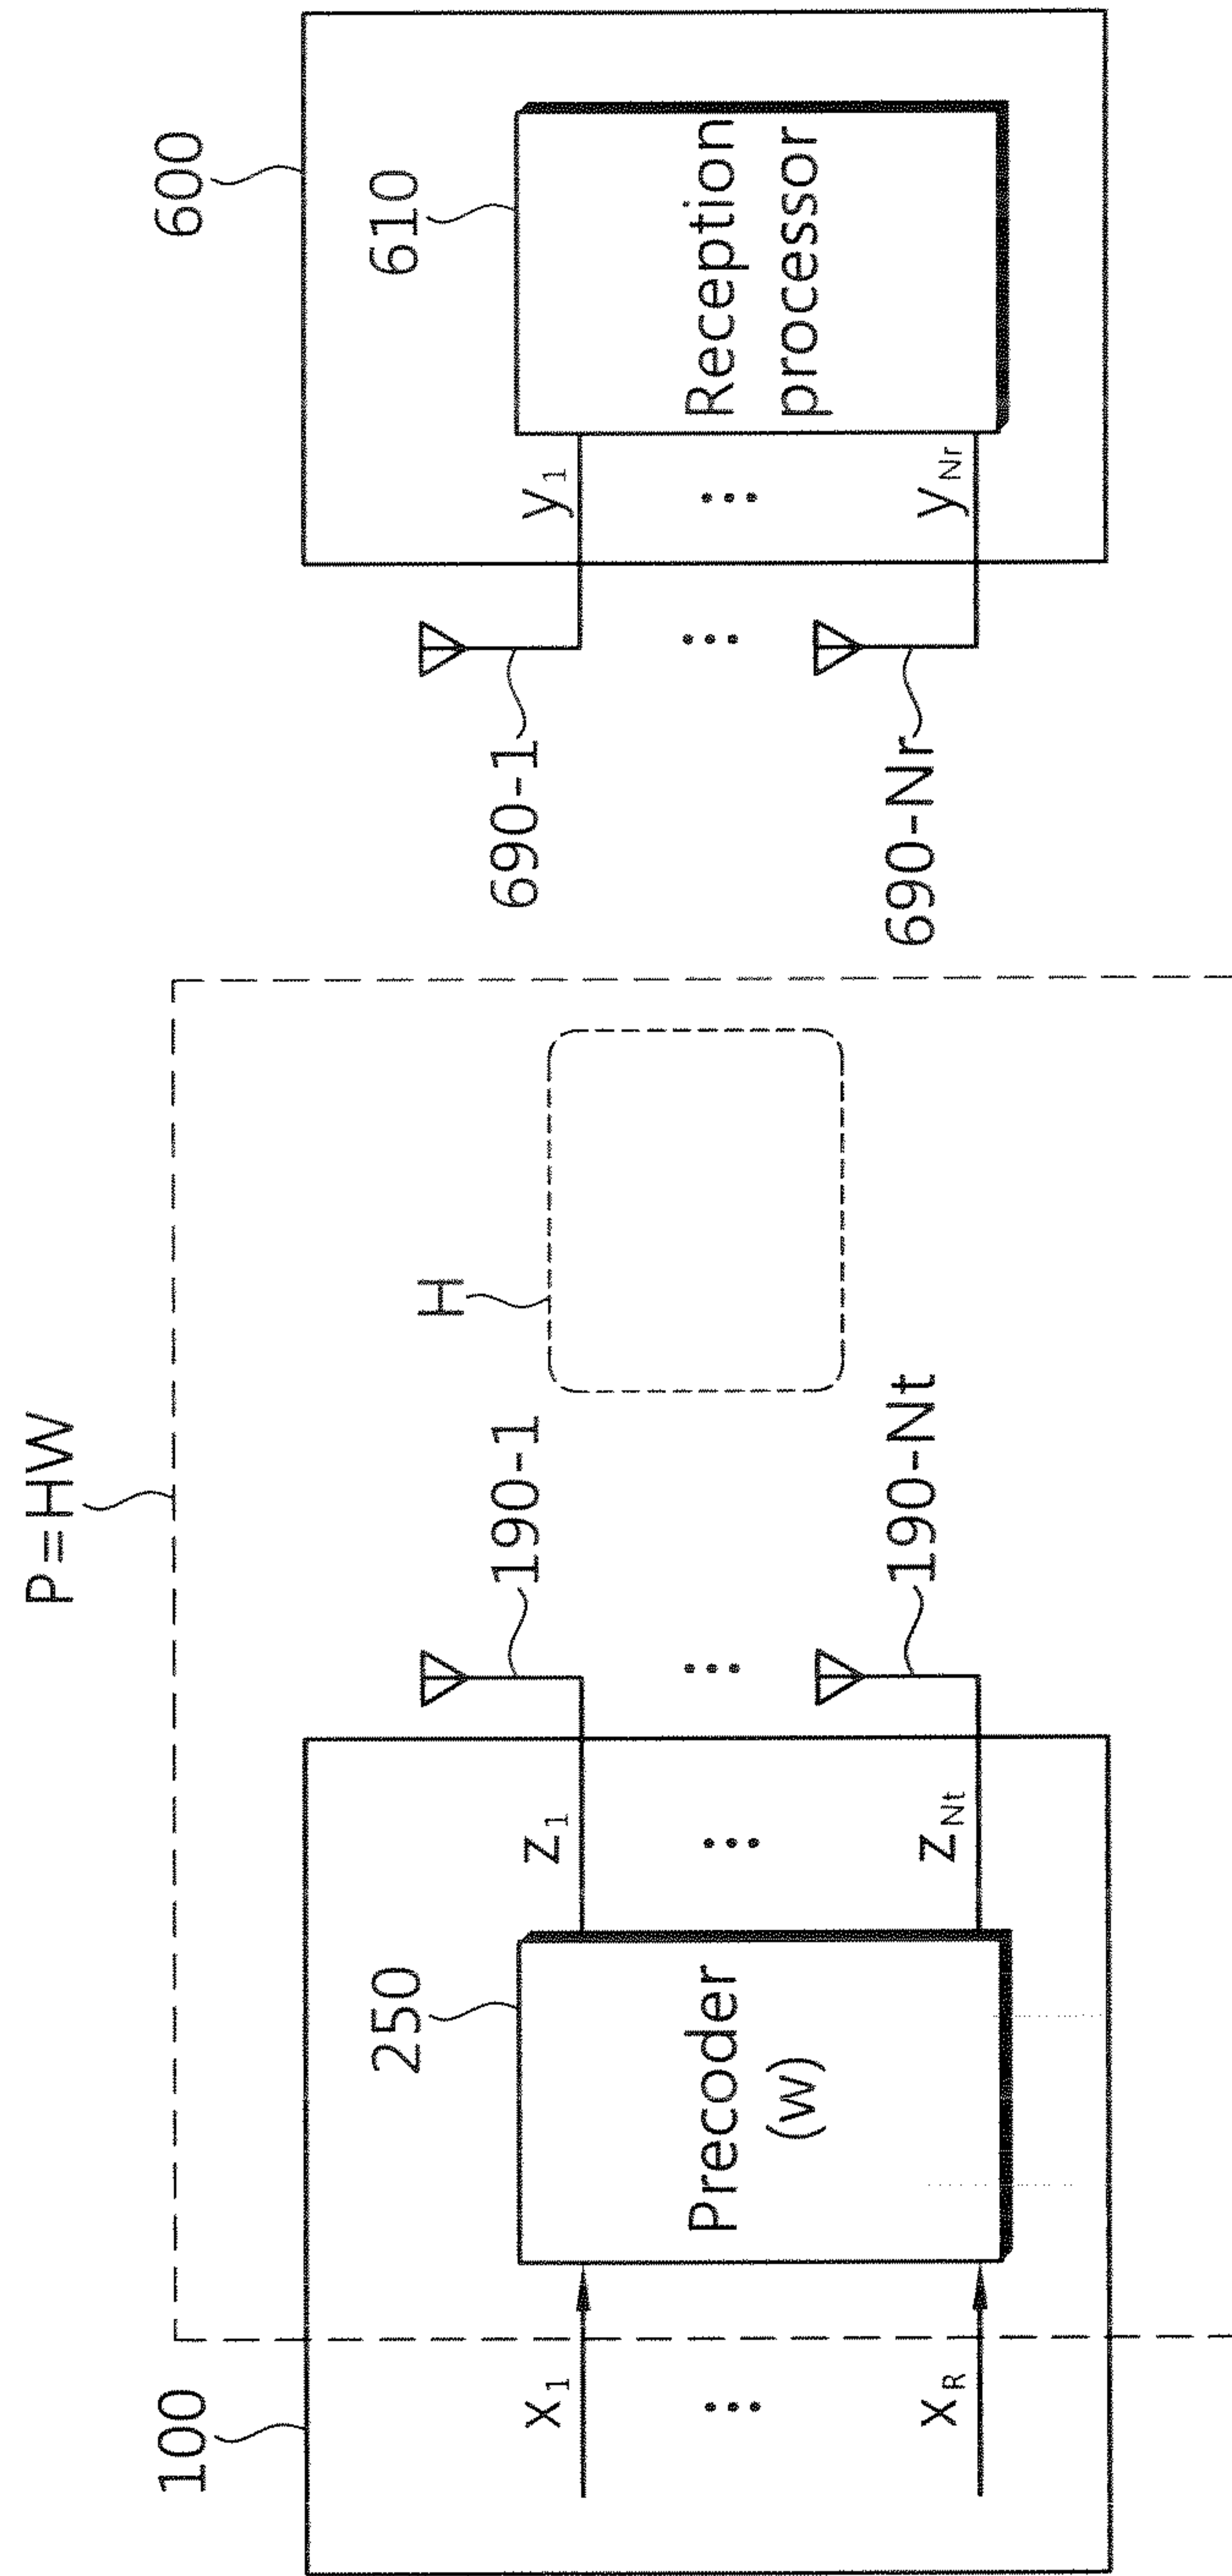 P=HW
100
250
x1
⋮
xR
Precoder
(W)
z1
⋮
zNt
190-1
⋮
190-Nt
H
690-1
⋮
690-Nr
600
610
y1
⋮
yNr
Reception
processor